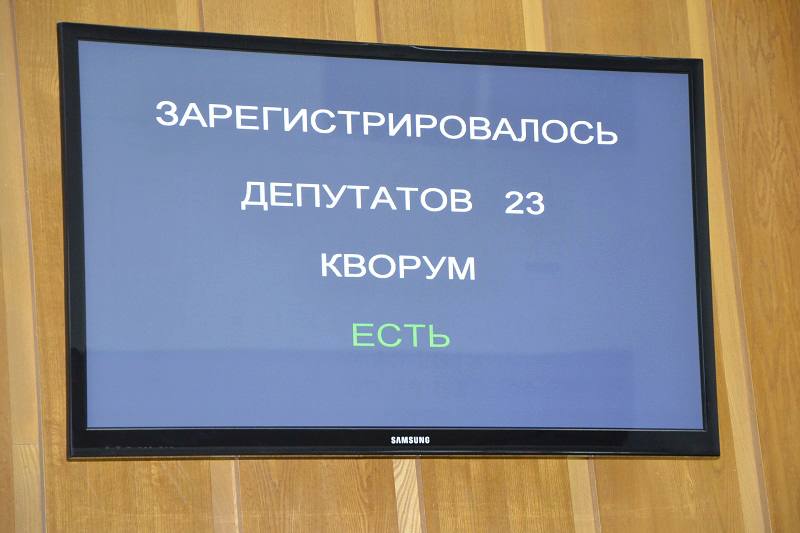 ЗАРЕГИСТРИРОВАЛОСЬ
ДЕПУТАТОВ 23
КВОРУМ
ЕСТЬ
SAMSUNG